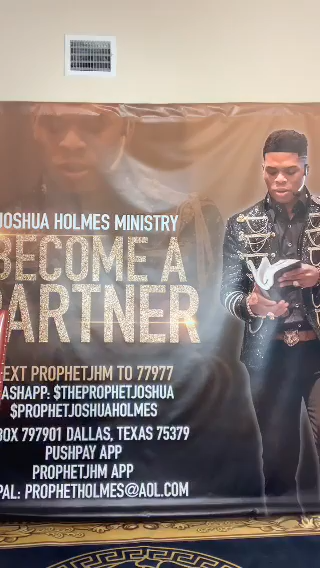 JOSHUA HOLMES MINISTRY
BECOME A
PARTNER
EXT PROPHETJHM TO 77977
ASHAPP: $THEPROPHETJOSHUA
$PROPHETJOSHUAHOLMES
BOX 797901 DALLAS, TEXAS 75379
PUSHPAY APP
PROPHETJHM APP
PAL: PROPHETHOLMES@AOL.COM